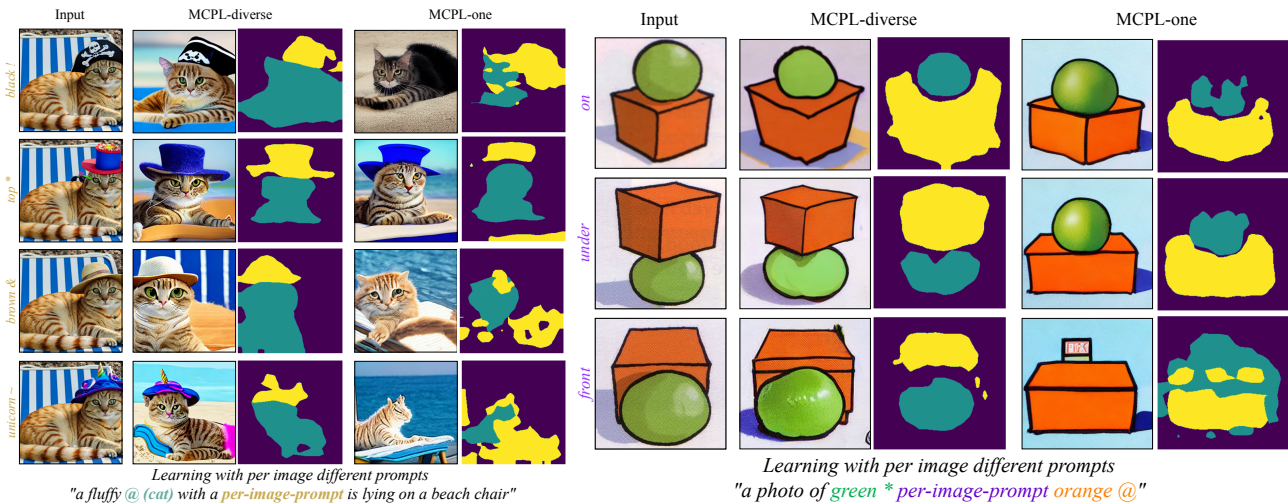 Input MCPL-diverse MCPL-one
black !
top *
brown &
unicorn ~
Learning with per image different prompts
"a fluffy @ (cat) with a per-image-prompt is lying on a beach chair"
Input MCPL-diverse MCPL-one
on
under
front
Learning with per image different prompts
"a photo of green * per-image-prompt orange @"